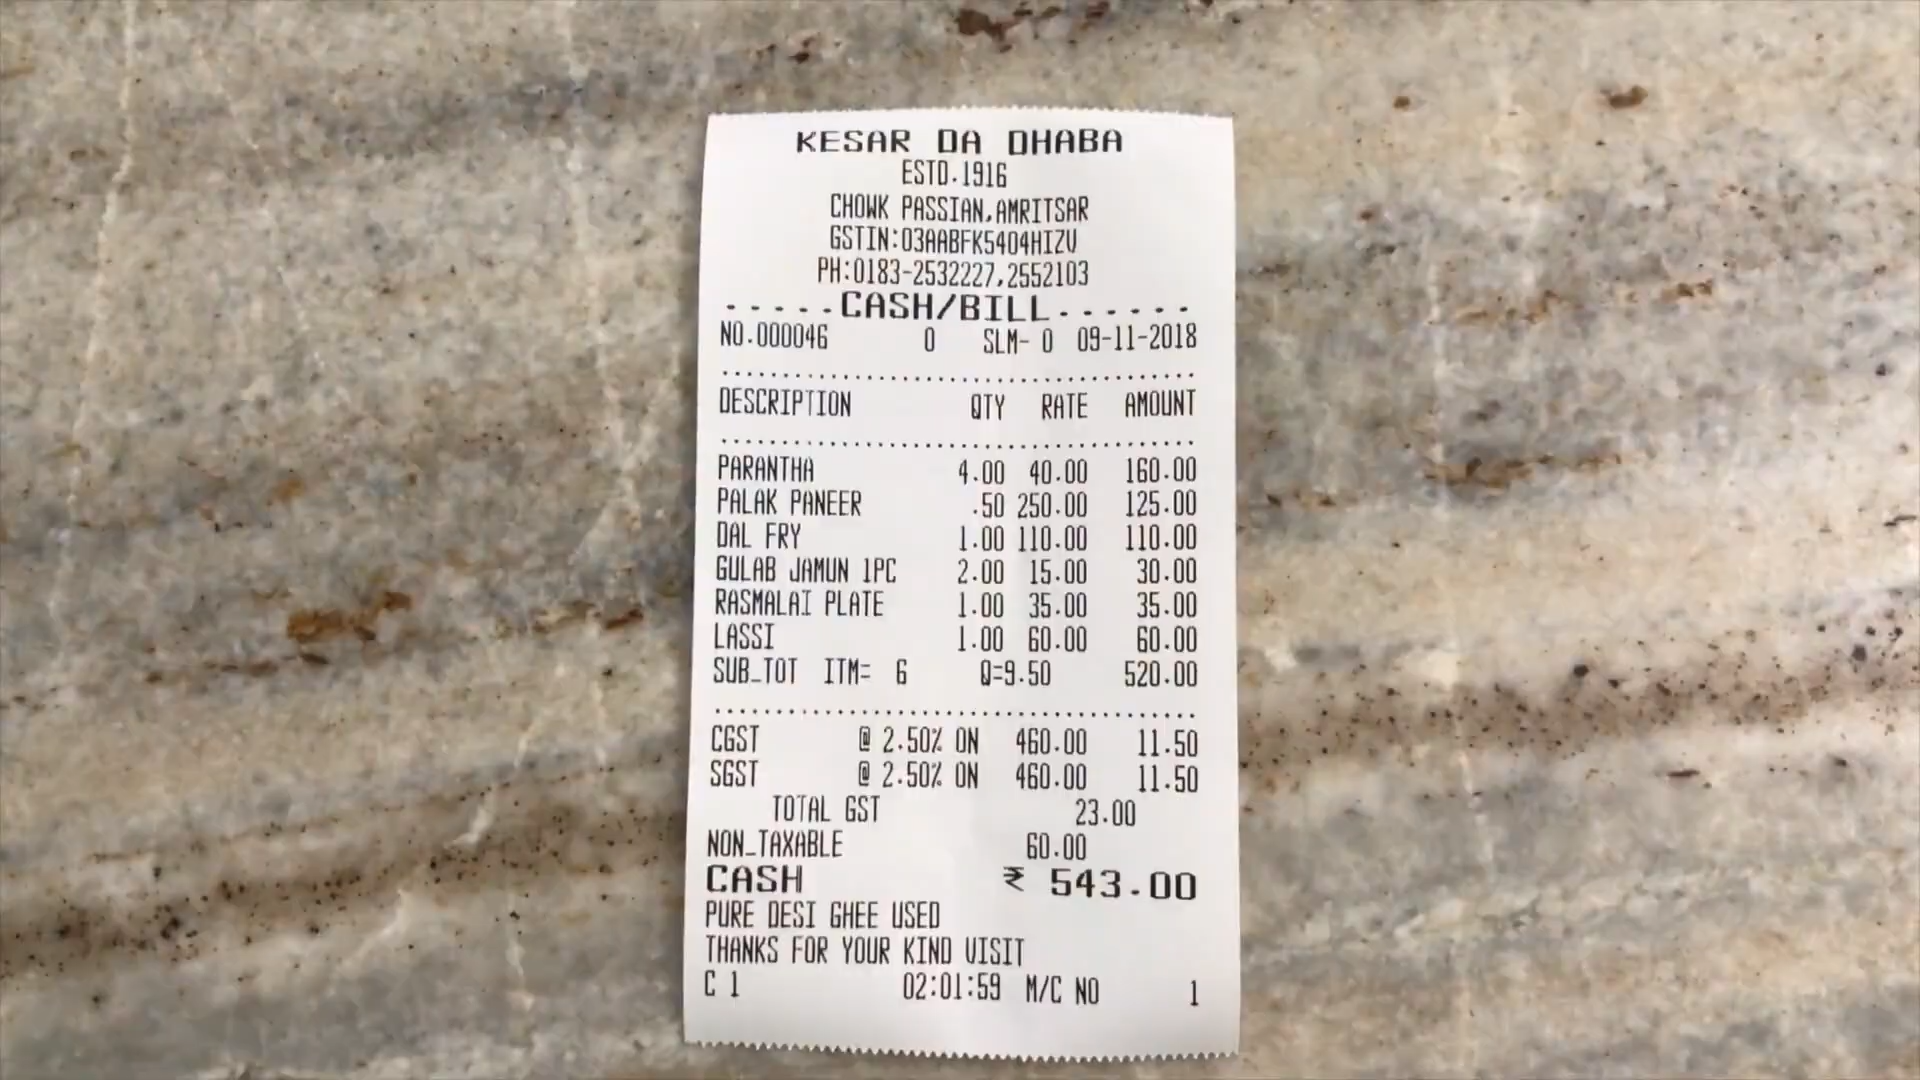 KESAR DA DHABA
ESTD.1916
CHOWK PASSIAN,AMRITSAR
GSTIN:03AABFK5404HIZV
PH:0183-2532227,2552103
-----CASH/BILL------
NO.000046 0 SLM- 0 09-11-2018
DESCRIPTION QTY RATE AMOUNT
PARANTHA 4.00 40.00 160.00
PALAK PANEER .50 250.00 125.00
DAL FRY 1.00 110.00 110.00
GULAB JAMUN 1PC 2.00 15.00 30.00
RASMALAI PLATE 1.00 35.00 35.00
LASSI 1.00 60.00 60.00
SUB_TOT ITM= 6 Q=9.50 520.00
CGST @ 2.50% ON 460.00 11.50
SGST @ 2.50% ON 460.00 11.50
TOTAL GST 23.00
NON_TAXABLE 60.00
CASH ₹ 543.00
PURE DESI GHEE USED
THANKS FOR YOUR KIND VISIT
C 1 02:01:59 M/C NO 1